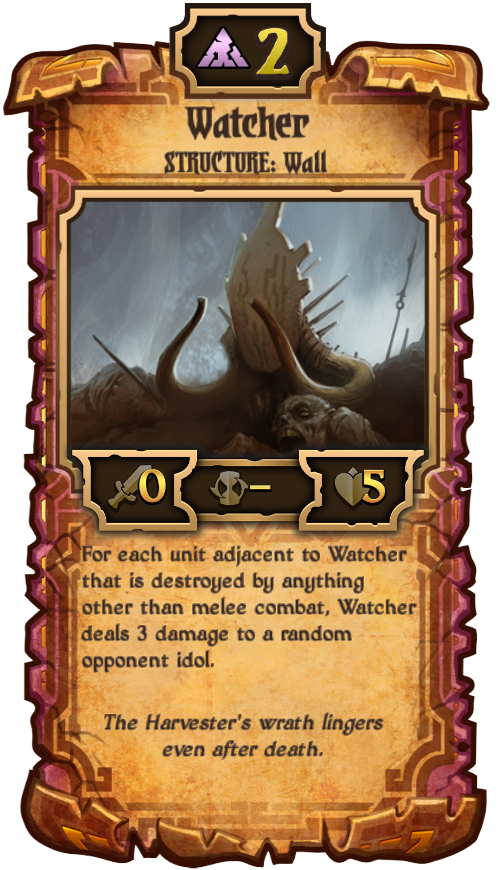 2
Watcher
STRUCTURE: Wall
0 - 5
For each unit adjacent to Watcher
that is destroyed by anything
other than melee combat, Watcher
deals 3 damage to a random
opponent idol.
The Harvester's wrath lingers
even after death.